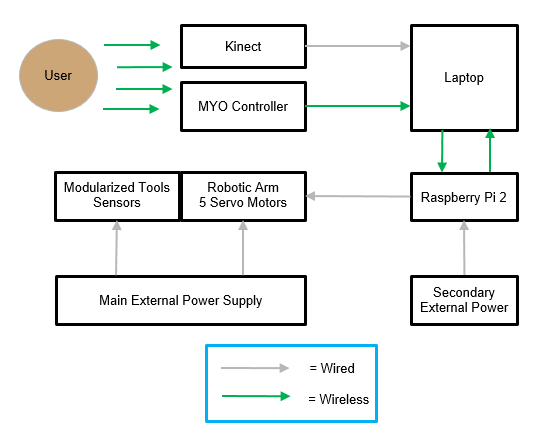 User
Kinect
MYO Controller
Laptop
Modularized Tools
Sensors
Robotic Arm
5 Servo Motors
Raspberry Pi 2
Main External Power Supply
Secondary
External Power
= Wired
= Wireless